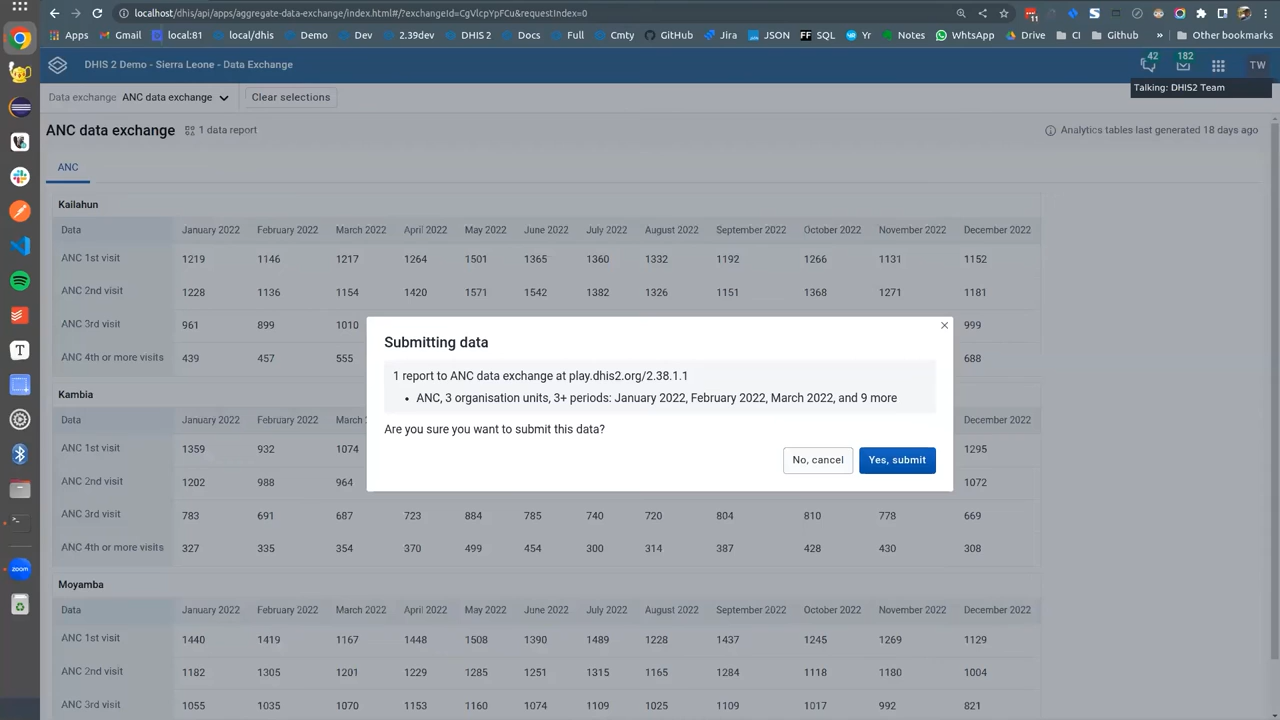 localhost/dhis/api/apps/aggregate-data-exchange/index.html#/?exchangeId=CgVlcpYpFCu&requestIndex=0
11
Apps Gmail local:81 local/dhis Demo Dev 2.39dev DHIS 2 Docs Full Cmty GitHub Jira JSON FF SQL Yr Notes WhtsApp Drive CI Github » Other bookmarks
DHIS 2 Demo - Sierra Leone - Data Exchange 42 182 TW
Talking: DHIS2 Team
Data exchange ANC data exchange Clear selections
ANC data exchange 1 data report Analytics tables last generated 18 days ago
ANC
Kailahun
Data January 2022 February 2022 March 2022 April 2022 May 2022 June 2022 July 2022 August 2022 September 2022 October 2022 November 2022 December 2022
ANC 1st visit 1219 1146 1217 1264 1501 1365 1360 1332 1192 1266 1131 1152
ANC 2nd visit 1228 1136 1154 1420 1571 1542 1382 1326 1151 1368 1271 1181
ANC 3rd visit 961 899 1010 999
ANC 4th or more visits 439 457 555 688
Submitting data
1 report to ANC data exchange at play.dhis2.org/2.38.1.1
• ANC, 3 organisation units, 3+ periods: January 2022, February 2022, March 2022, and 9 more
Are you sure you want to submit this data?
No, cancel Yes, submit
Kambia
Data January 2022 February 2022 March December 2022
ANC 1st visit 1359 932 1074 1295
ANC 2nd visit 1202 988 964 1072
ANC 3rd visit 783 691 687 723 884 785 740 720 804 810 778 669
ANC 4th or more visits 327 335 354 370 499 454 300 314 387 428 430 308
Moyamba
Data January 2022 February 2022 March 2022 April 2022 May 2022 June 2022 July 2022 August 2022 September 2022 October 2022 November 2022 December 2022
ANC 1st visit 1440 1419 1167 1448 1508 1390 1489 1228 1437 1245 1269 1129
ANC 2nd visit 1182 1305 1201 1229 1285 1251 1315 1165 1284 1118 1180 1004
ANC 3rd visit 1055 1035 1070 1153 1160 1074 1109 1025 1109 1017 992 821
T
zoom